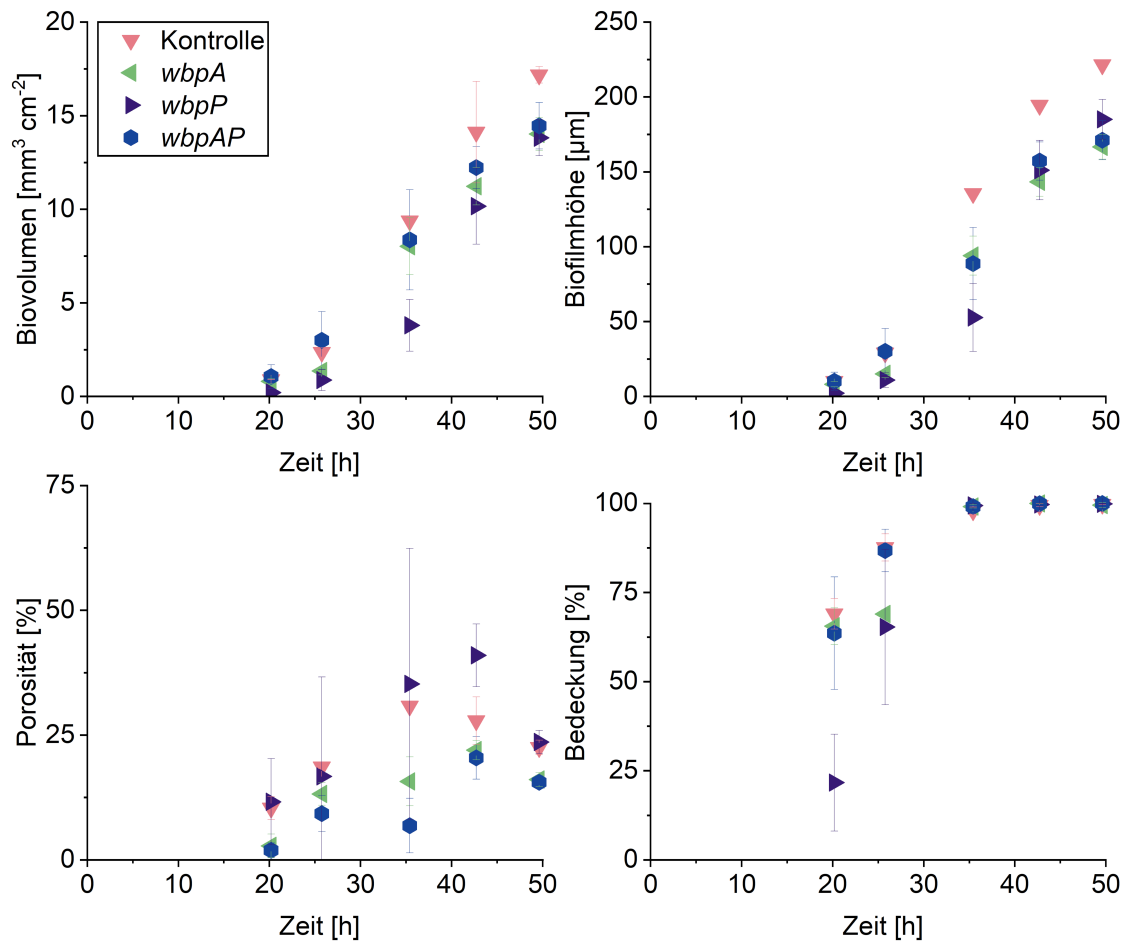 Kontrolle
wbpA
wbpP
wbpAP
Biovolumen [mm³ cm⁻²]
20
15
10
5
0
0 10 20 30 40 50
Zeit [h]
Biofilmhöhe [µm]
250
200
150
100
50
0
0 10 20 30 40 50
Zeit [h]
Porosität [%]
75
50
25
0
0 10 20 30 40 50
Zeit [h]
Bedeckung [%]
100
75
50
25
0
0 10 20 30 40 50
Zeit [h]